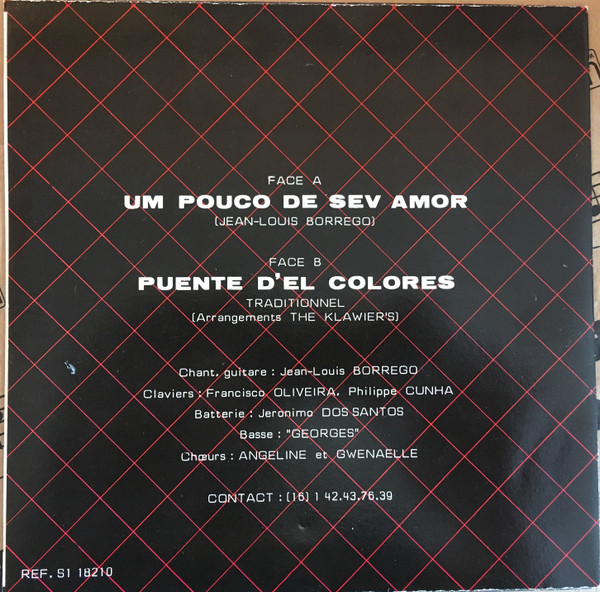 FACE A
UM POUCO DE SEV AMOR
(JEAN-LOUIS BORREGO)
FACE B
PUENTE D'EL COLORES
TRADITIONNEL
(Arrangements THE KLAWIER'S)
Chant, guitare : Jean-Louis BORREGO
Claviers : Francisco OLIVEIRA, Philippe CUNHA
Batterie : Jeronimo DOS SANTOS
Basse : "GEORGES"
Chœurs : ANGELINE et GWENAELLE
CONTACT : (16) 1 42.43.76.39
REF. S1 18210